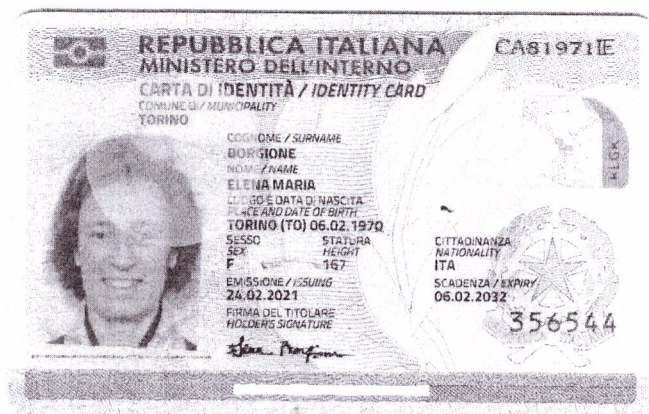 REPUBBLICA ITALIANA
MINISTERO DELL'INTERNO
CA81971IE
CARTA DI IDENTITÀ / IDENTITY CARD
COMUNE DI / MUNICIPALITY
TORINO
COGNOME / SURNAME
BORGIONE
NOME / NAME
ELENA MARIA
LUOGO E DATA DI NASCITA
PLACE AND DATE OF BIRTH
TORINO (TO) 06.02.1970
SESSO STATURA CITTADINANZA
SEX HEIGHT NATIONALITY
F 167 ITA
EMISSIONE / ISSUING SCADENZA / EXPIRY
24.02.2021 06.02.2032
FIRMA DEL TITOLARE
HOLDER'S SIGNATURE
356544